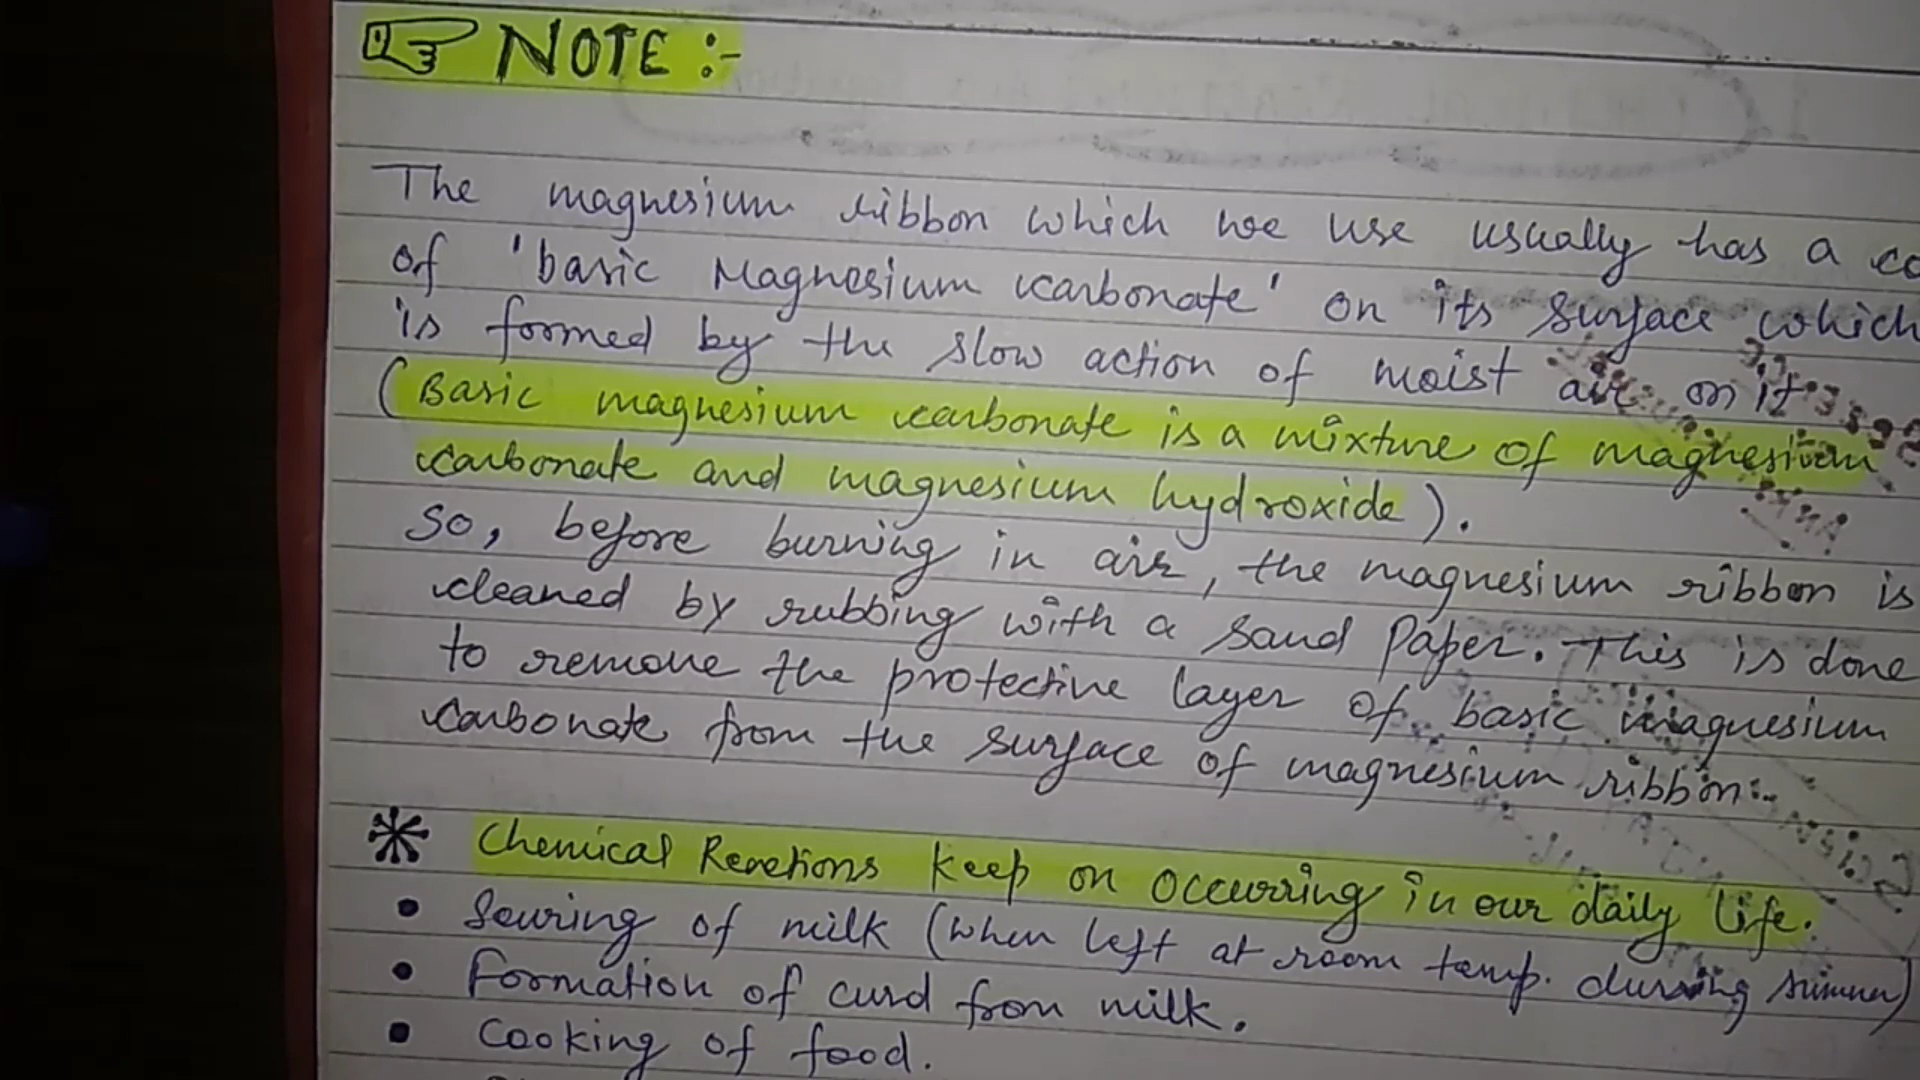 NOTE :-
The magnesium ribbon which we use usually has a co
of 'basic Magnesium carbonate' on its surface which
is formed by the slow action of moist air on it
(Basic magnesium carbonate is a mixture of magnesium
carbonate and magnesium hydroxide).
So, before burning in air, the magnesium ribbon is
cleaned by rubbing with a sand Paper. This is done
to remove the protective layer of basic magnesium
carbonate from the surface of magnesium ribbon:-
Chemical Reactions keep on occurring in our daily life.
• Souring of milk (when left at room temp. during summer)
• Formation of curd from milk.
• Cooking of food.